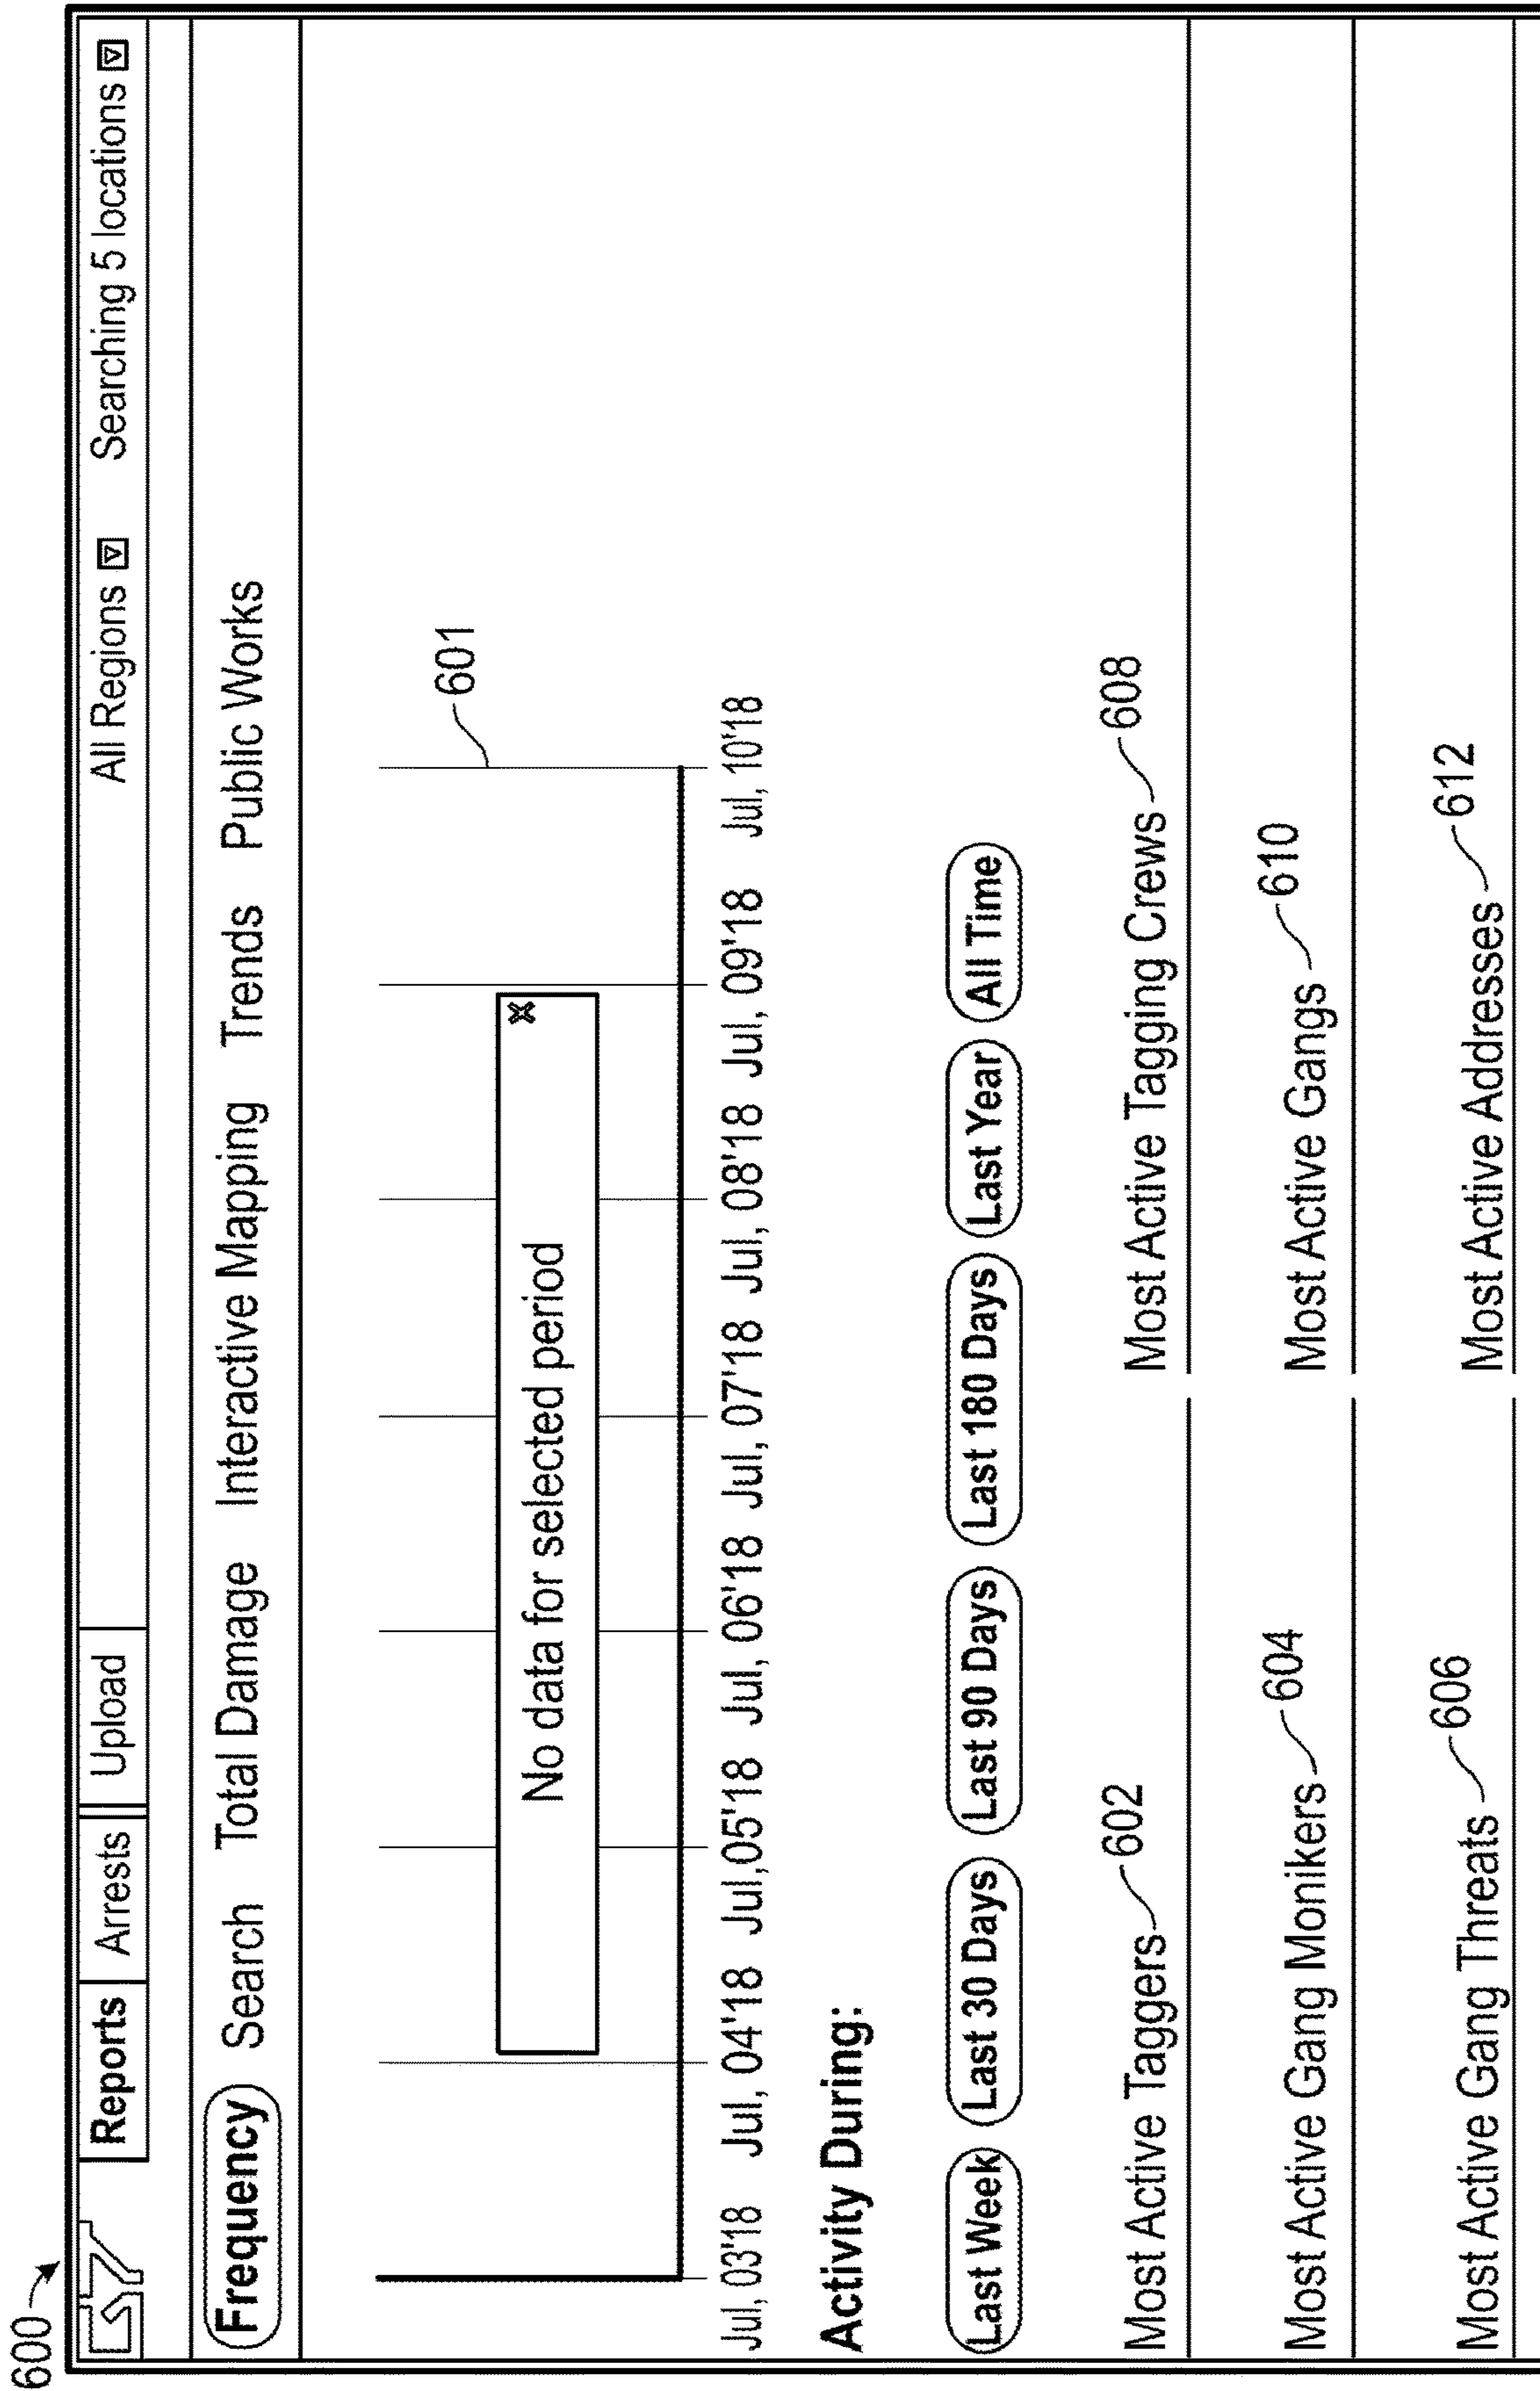 600
Reports Arrests Upload All Regions Searching 5 locations
Frequency Search Total Damage Interactive Mapping Trends Public Works
601
No data for selected period x
Jul, 03'18 Jul, 04'18 Jul,05'18 Jul, 06'18 Jul, 07'18 Jul, 08'18 Jul, 09'18 Jul, 10'18
Activity During:
Last Week Last 30 Days Last 90 Days Last 180 Days Last Year All Time
Most Active Taggers 602 Most Active Tagging Crews 608
Most Active Gang Monikers 604 Most Active Gangs 610
Most Active Gang Threats 606 Most Active Addresses 612